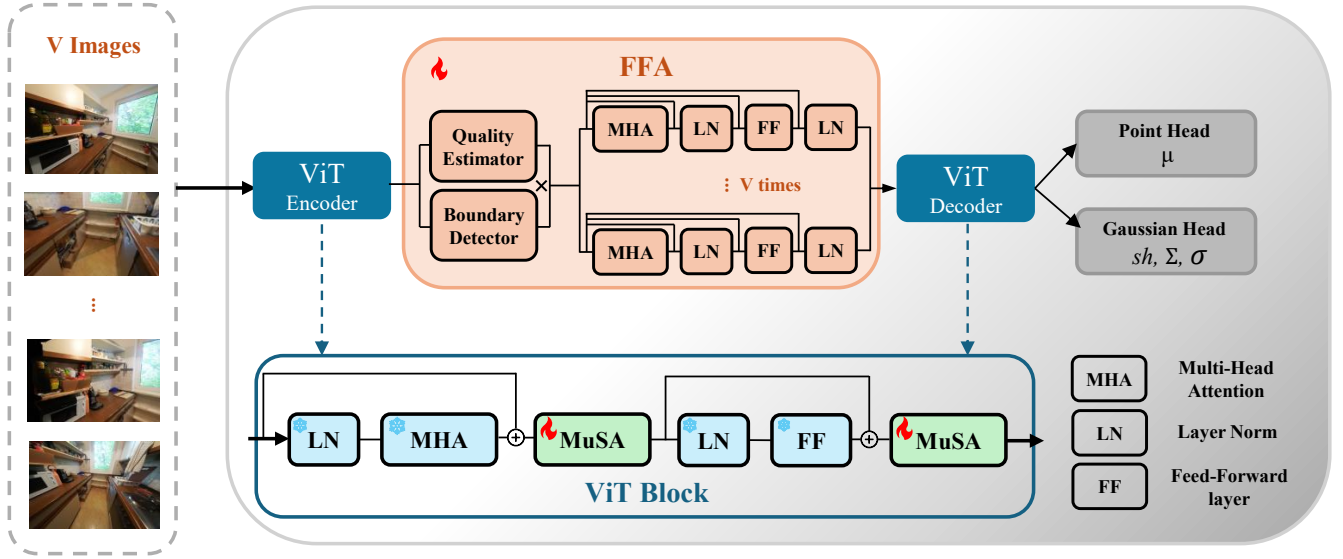 V Images
FFA
Quality
Estimator
Boundary
Detector
×
MHA
LN
FF
LN
⋮ V times
MHA
LN
FF
LN
ViT
Encoder
ViT
Decoder
Point Head
μ
Gaussian Head
sh, Σ, σ
⋮
LN
MHA
+
MuSA
LN
FF
+
MuSA
ViT Block
MHA
Multi-Head
Attention
LN
Layer Norm
FF
Feed-Forward
layer